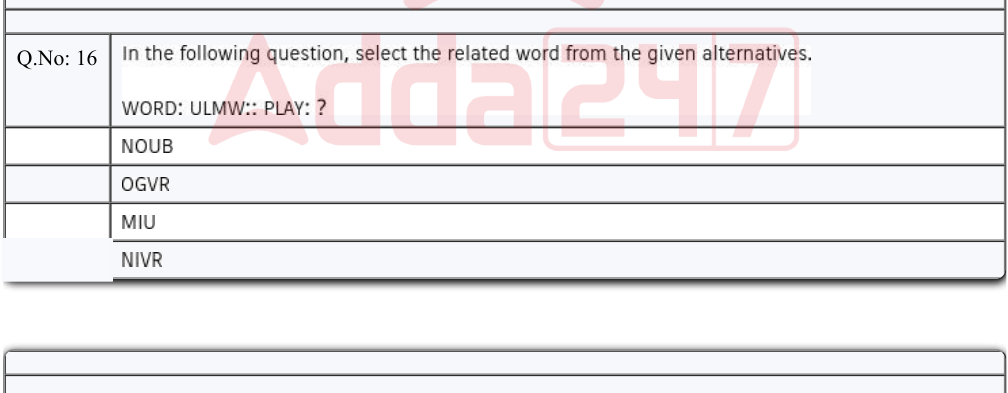 Q.No: 16
In the following question, select the related word from the given alternatives.
WORD: ULMW:: PLAY: ?
NOUB
OGVR
MIU
NIVR
Adda247